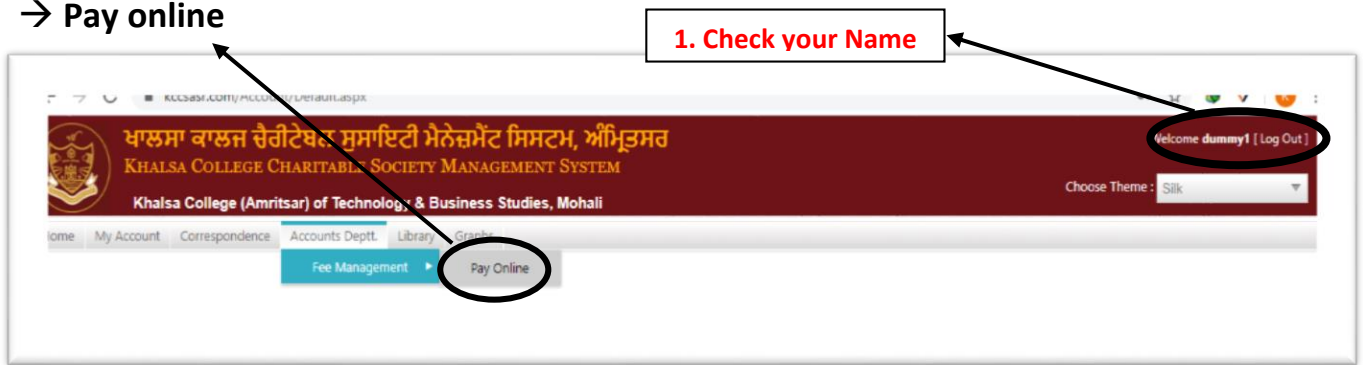 → Pay online
1. Check your Name
kccsasr.com/Account/Default.aspx
ਖਾਲਸਾ ਕਾਲਜ ਚੈਰੀਟੇਬਲ ਸੁਸਾਇਟੀ ਮੈਨੇਜ਼ਮੈਂਟ ਸਿਸਟਮ, ਅੰਮ੍ਰਿਤਸਰ
Welcome dummy1 [ Log Out ]
KHALSA COLLEGE CHARITABLE SOCIETY MANAGEMENT SYSTEM
Choose Theme : Silk
Khalsa College (Amritsar) of Technology & Business Studies, Mohali
Home My Account Correspondence Accounts Deptt. Library Graphs
Fee Management Pay Online